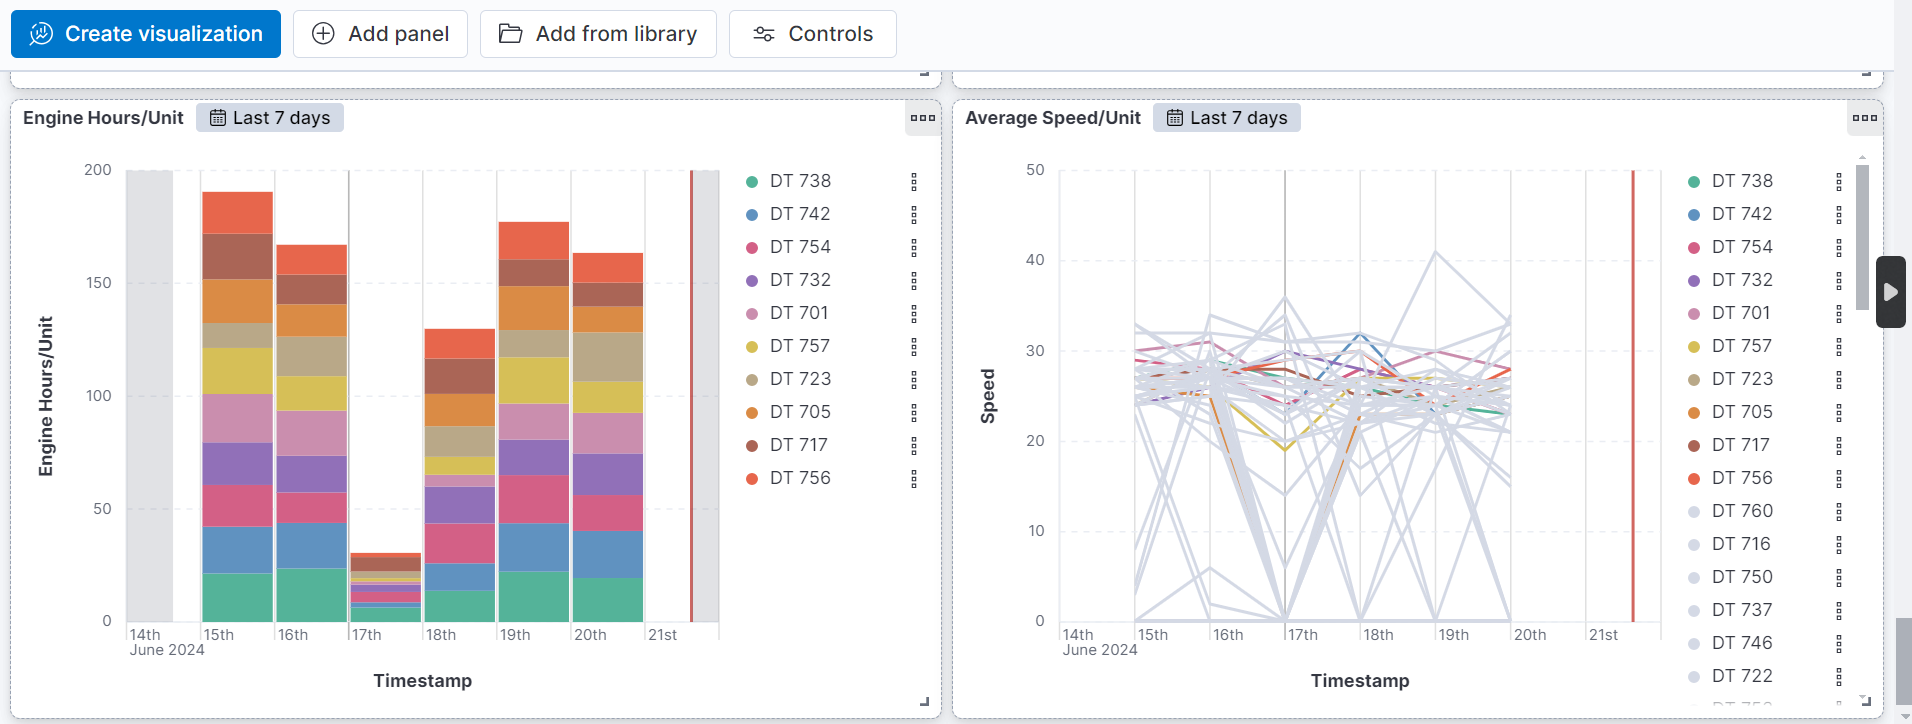 Create visualization
Add panel
Add from library
Controls
Engine Hours/Unit
Last 7 days
Engine Hours/Unit
200
150
100
50
0
14th
15th
16th
17th
18th
19th
20th
21st
June 2024
Timestamp
DT 738
DT 742
DT 754
DT 732
DT 701
DT 757
DT 723
DT 705
DT 717
DT 756
Average Speed/Unit
Last 7 days
Speed
50
40
30
20
10
0
14th
15th
16th
17th
18th
19th
20th
21st
June 2024
Timestamp
DT 738
DT 742
DT 754
DT 732
DT 701
DT 757
DT 723
DT 705
DT 717
DT 756
DT 760
DT 716
DT 750
DT 737
DT 746
DT 722